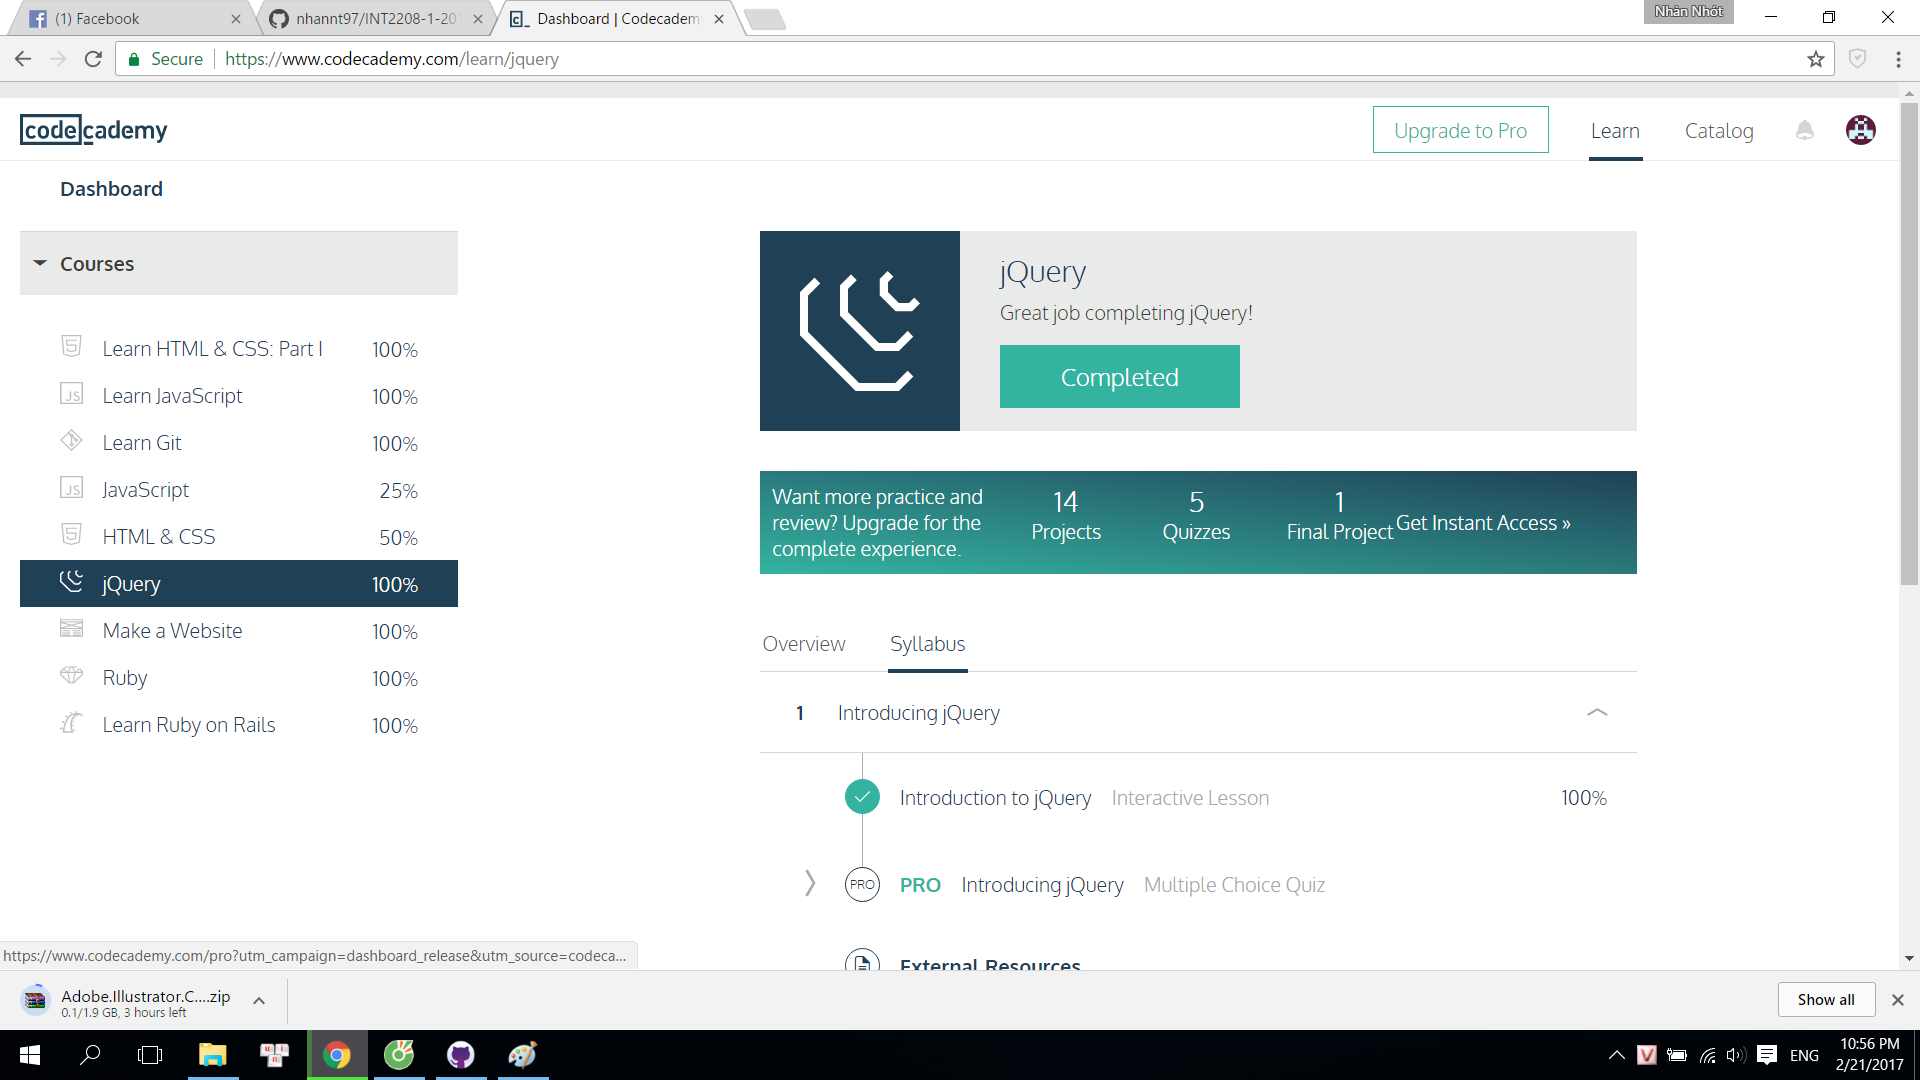 (1) Facebook
nhannt97/INT2208-1-201
Dashboard | Codecadem
Nhàn Nhót
Secure https://www.codecademy.com/learn/jquery
codecademy
Upgrade to Pro
Learn
Catalog
Dashboard
Courses
Learn HTML & CSS: Part I 100%
Learn JavaScript 100%
Learn Git 100%
JavaScript 25%
HTML & CSS 50%
jQuery 100%
Make a Website 100%
Ruby 100%
Learn Ruby on Rails 100%
jQuery
Great job completing jQuery!
Completed
Want more practice and
review? Upgrade for the
complete experience.
14
Projects
5
Quizzes
1
Final Project
Get Instant Access »
Overview
Syllabus
1 Introducing jQuery
Introduction to jQuery Interactive Lesson 100%
PRO PRO Introducing jQuery Multiple Choice Quiz
External Resources
https://www.codecademy.com/pro?utm_campaign=dashboard_release&utm_source=codeca...
Adobe.Illustrator.C....zip
0.1/1.9 GB, 3 hours left
Show all
ENG
10:56 PM
2/21/2017